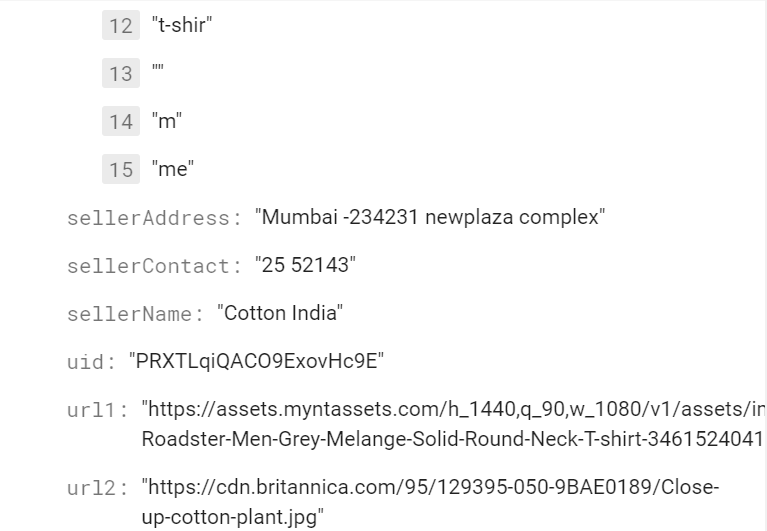 12 "t-shir"
13 ""
14 "m"
15 "me"
sellerAddress: "Mumbai -234231 newplaza complex"
sellerContact: "25 52143"
sellerName: "Cotton India"
uid: "PRXTLqiQACO9ExovHc9E"
url1: "https://assets.myntassets.com/h_1440,q_90,w_1080/v1/assets/in
Roadster-Men-Grey-Melange-Solid-Round-Neck-T-shirt-3461524041
url2: "https://cdn.britannica.com/95/129395-050-9BAE0189/Close-
up-cotton-plant.jpg"